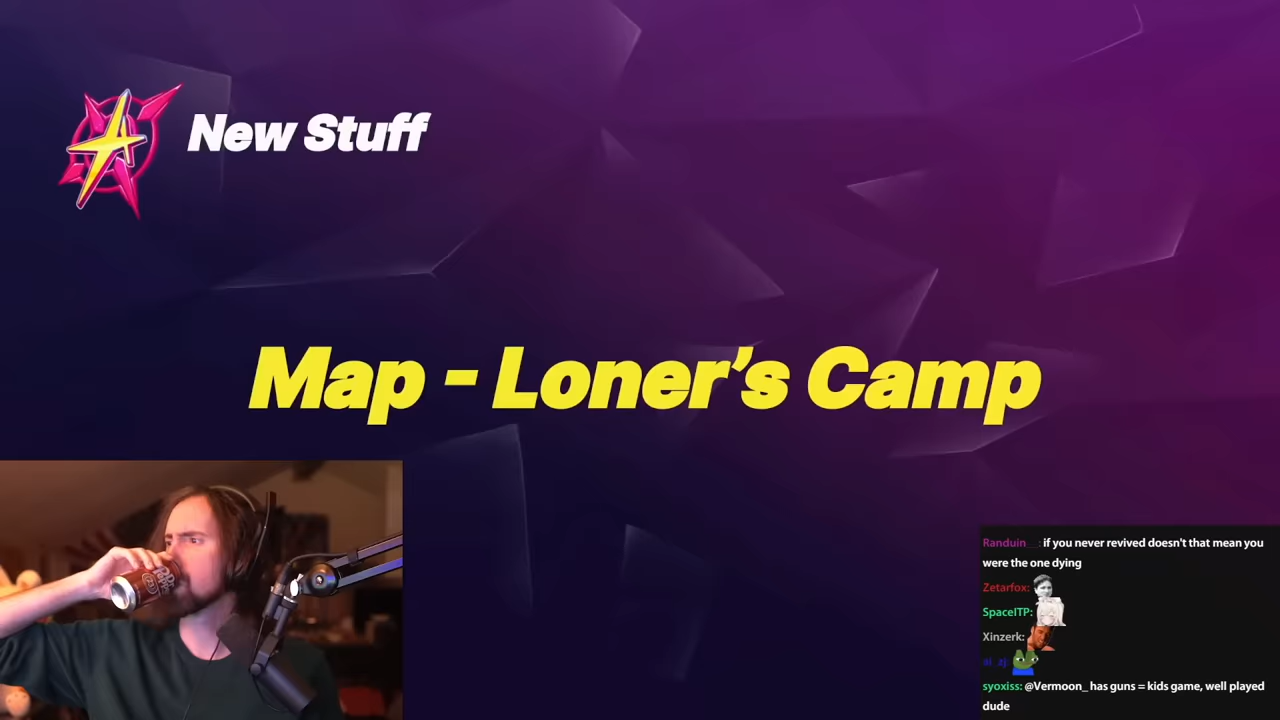 New Stuff
Map - Loner's Camp
Randuin__: if you never revived doesn't that mean you
were the one dying
Zetarfox:
SpaceITP:
Xinzerk:
syoxiss: @Vermoon_ has guns = kids game, well played
dude